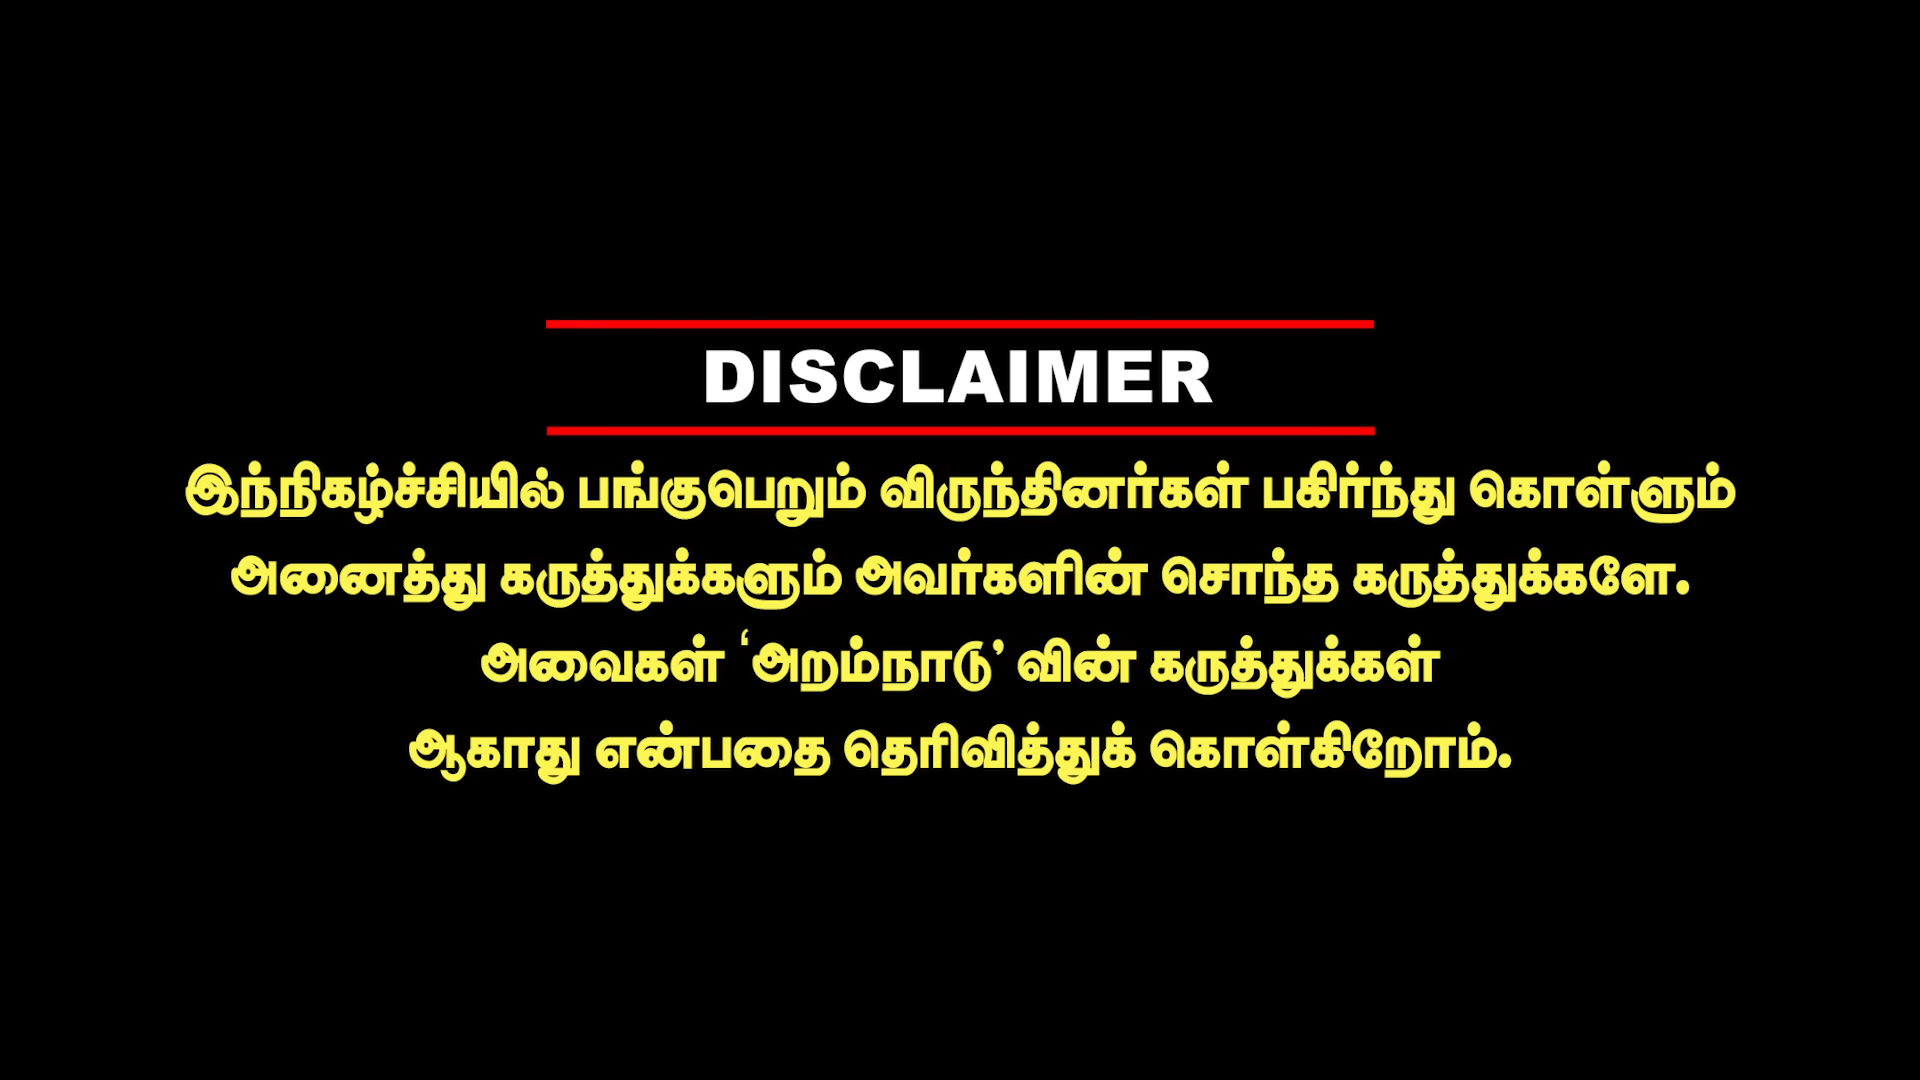 DISCLAIMER
இந்நிகழ்ச்சியில் பங்குபெறும் விருந்தினர்கள் பகிர்ந்து கொள்ளும்
அனைத்து கருத்துக்களும் அவர்களின் சொந்த கருத்துக்களே.
அவைகள் ‘அறம்நாடு’ வின் கருத்துக்கள்
ஆகாது என்பதை தெரிவித்துக் கொள்கிறோம்.